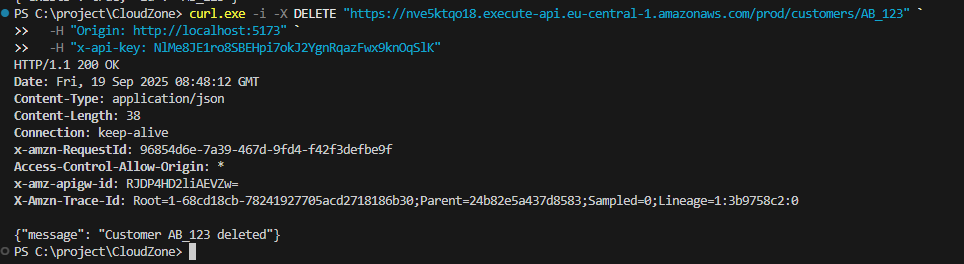 PS C:\project\CloudZone> curl.exe -i -X DELETE "https://nve5ktqo18.execute-api.eu-central-1.amazonaws.com/prod/customers/AB_123" `
>>   -H "Origin: http://localhost:5173" `
>>   -H "x-api-key: NlMe8JE1ro8SBEHpi7okJ2YgnRqazFwx9knOqSlK"
HTTP/1.1 200 OK
Date: Fri, 19 Sep 2025 08:48:12 GMT
Content-Type: application/json
Content-Length: 38
Connection: keep-alive
x-amzn-RequestId: 96854d6e-7a39-467d-9fd4-f42f3defbe9f
Access-Control-Allow-Origin: *
x-amz-apigw-id: RJDP4HD2liAEVZw=
X-Amzn-Trace-Id: Root=1-68cd18cb-78241927705acd2718186b30;Parent=24b82e5a437d8583;Sampled=0;Lineage=1:3b9758c2:0

{"message": "Customer AB_123 deleted"}
PS C:\project\CloudZone>